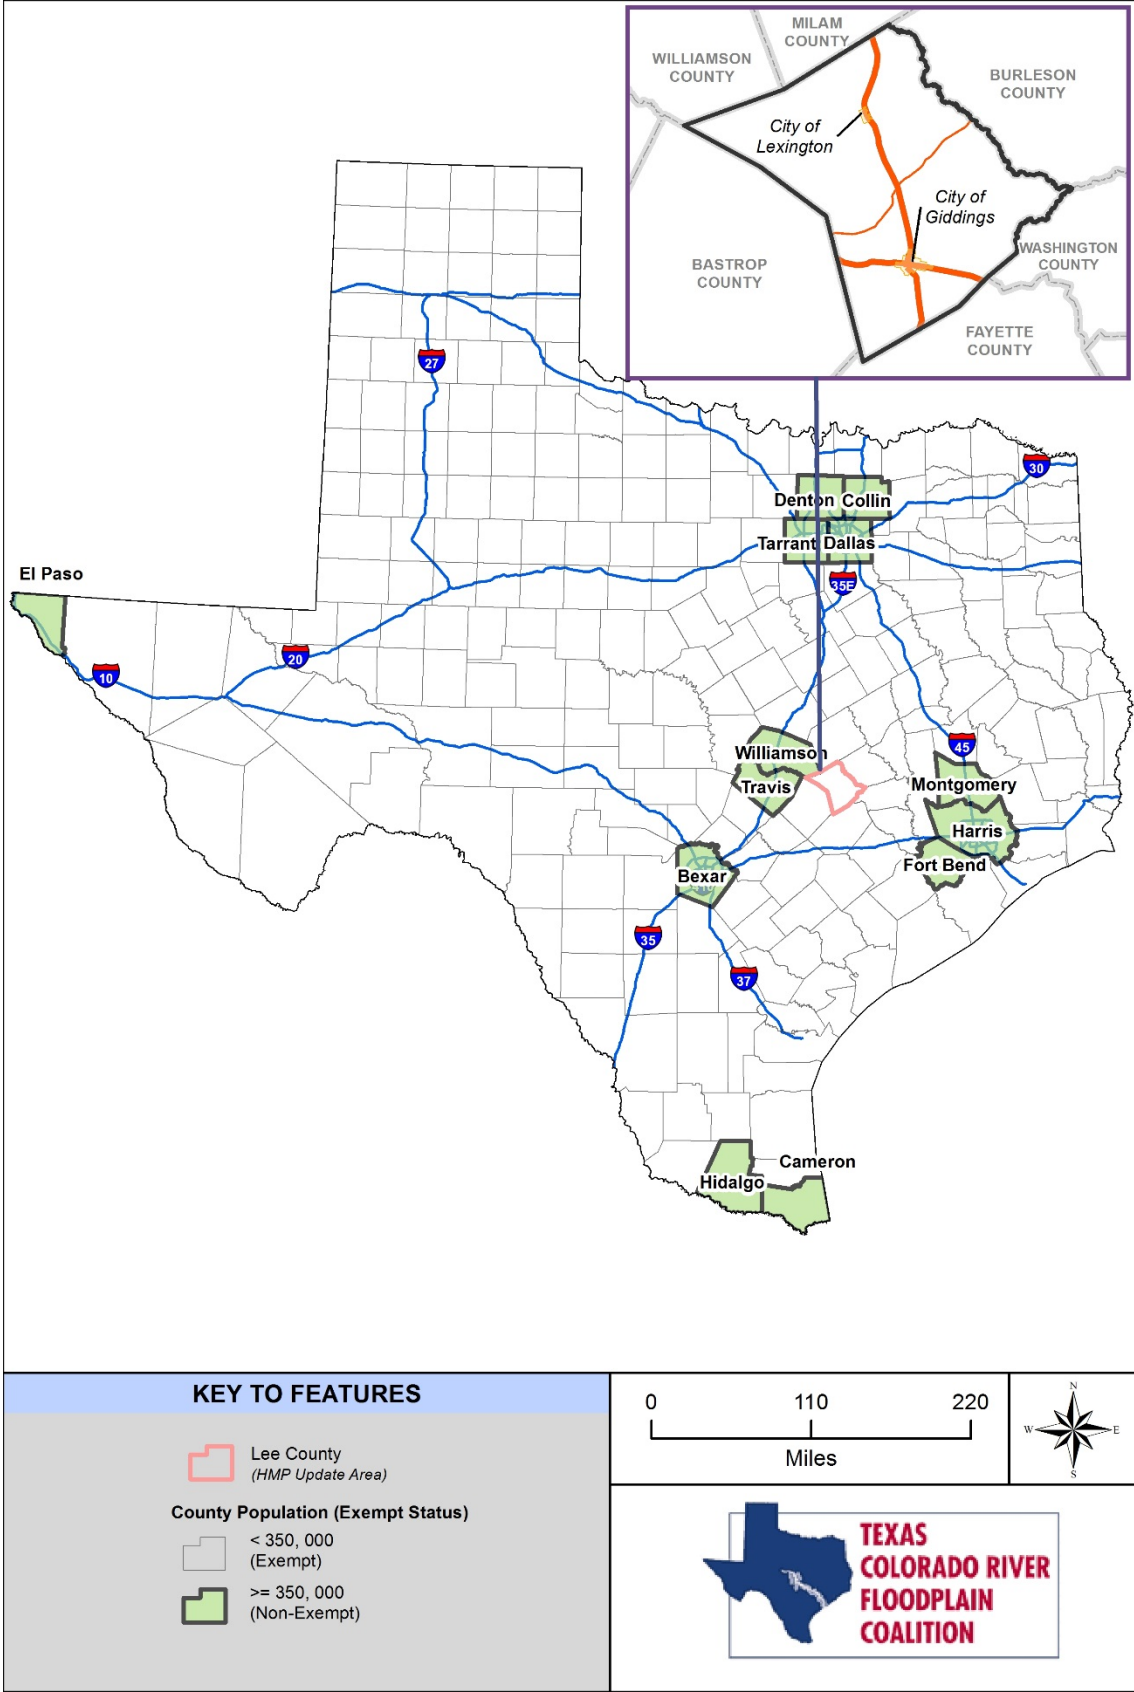 MILAM
COUNTY
WILLIAMSON
COUNTY
BURLESON
COUNTY
City of
Lexington
City of
Giddings
WASHINGTON
COUNTY
BASTROP
COUNTY
FAYETTE
COUNTY
27
30
Denton Collin
Tarrant Dallas
35E
El Paso
20
10
45
Williamson
Travis
Montgomery
Harris
Fort Bend
Bexar
35
37
Cameron
Hidalgo
KEY TO FEATURES
Lee County
(HMP Update Area)
County Population (Exempt Status)
< 350, 000
(Exempt)
>= 350, 000
(Non-Exempt)
0 110 220
Miles
N
W E
S
TEXAS
COLORADO RIVER
FLOODPLAIN
COALITION